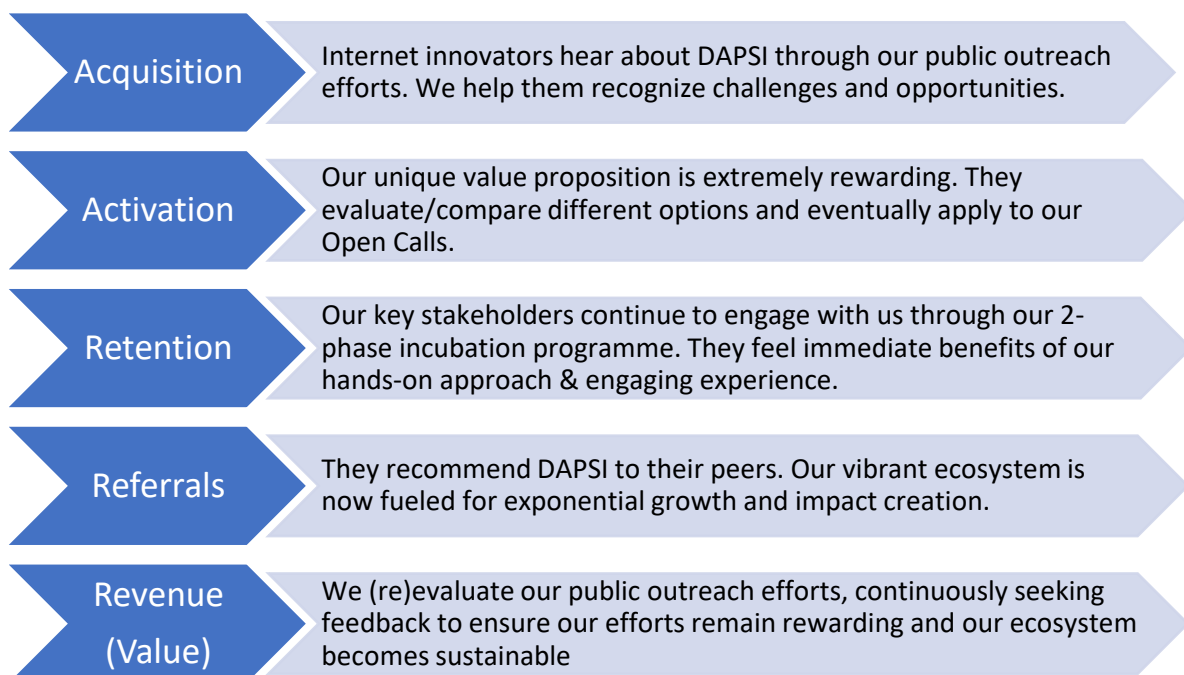 Acquisition
Internet innovators hear about DAPSI through our public outreach
efforts. We help them recognize challenges and opportunities.
Activation
Our unique value proposition is extremely rewarding. They
evaluate/compare different options and eventually apply to our
Open Calls.
Retention
Our key stakeholders continue to engage with us through our 2-
phase incubation programme. They feel immediate benefits of our
hands-on approach & engaging experience.
Referrals
They recommend DAPSI to their peers. Our vibrant ecosystem is
now fueled for exponential growth and impact creation.
Revenue
(Value)
We (re)evaluate our public outreach efforts, continuously seeking
feedback to ensure our efforts remain rewarding and our ecosystem
becomes sustainable